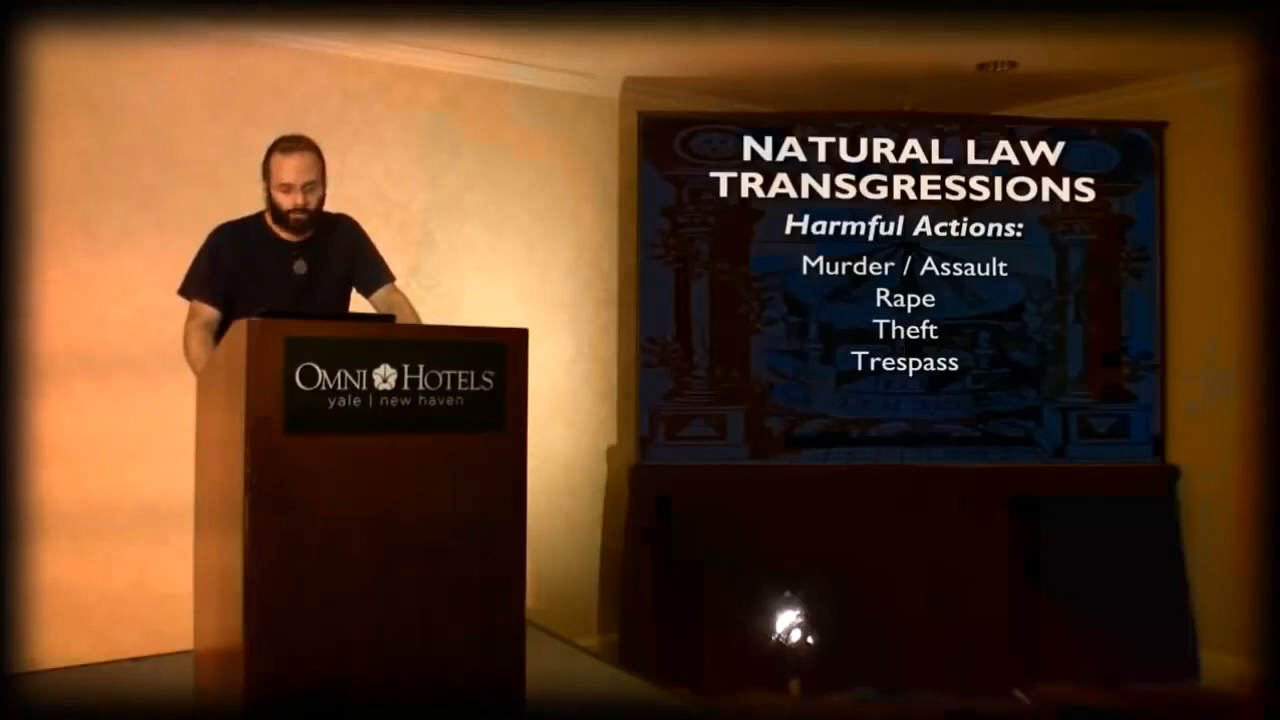 OMNI HOTELS
yale | new haven
NATURAL LAW
TRANSGRESSIONS
Harmful Actions:
Murder / Assault
Rape
Theft
Trespass